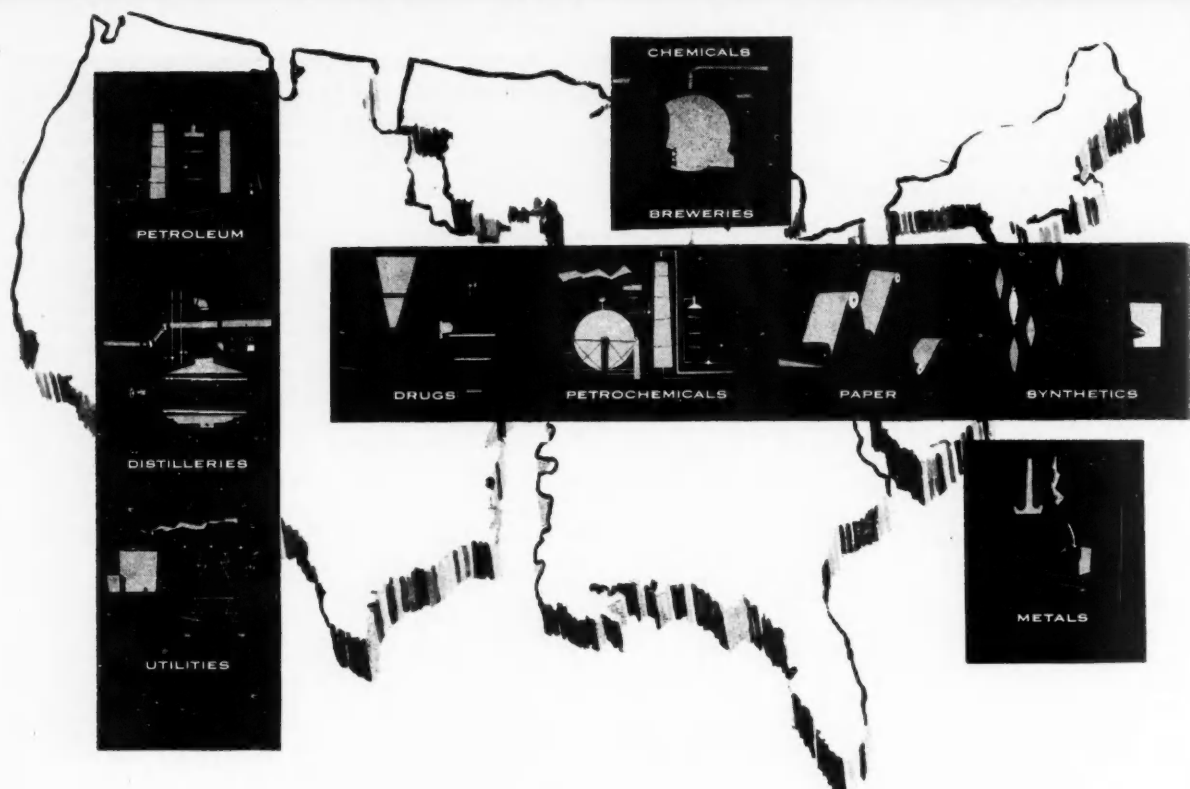 CHEMICALS
BREWERIES
PETROLEUM
DISTILLERIES
UTILITIES
DRUGS
PETROCHEMICALS
PAPER
SYNTHETICS
METALS